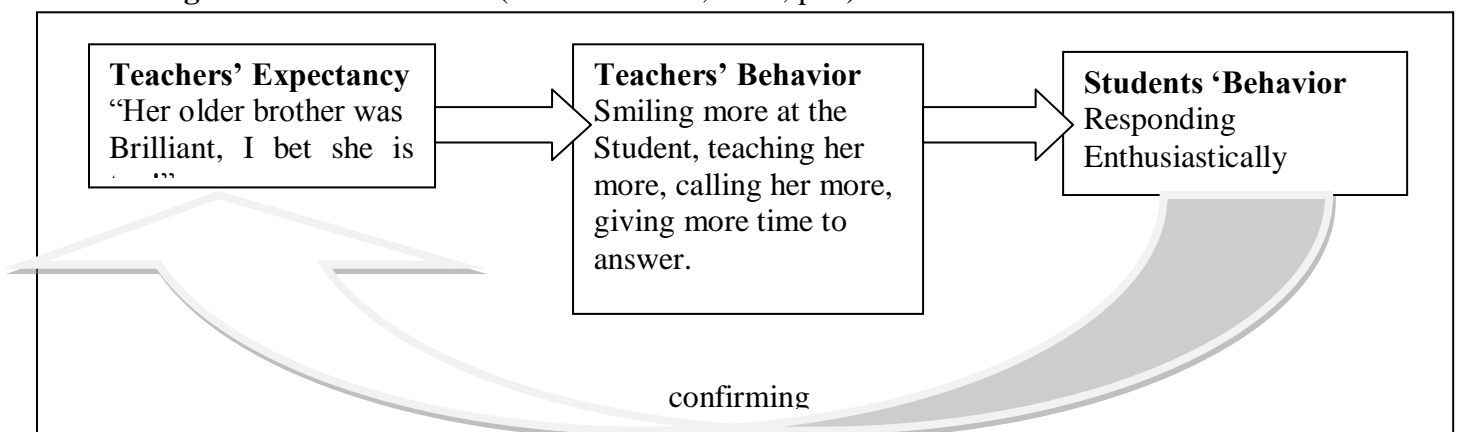 Teachers’ Expectancy
“Her older brother was
Brilliant, I bet she is
Teachers’ Behavior
Smiling more at the
Student, teaching her
more, calling her more,
giving more time to
answer.
Students ‘Behavior
Responding
Enthusiastically
confirming